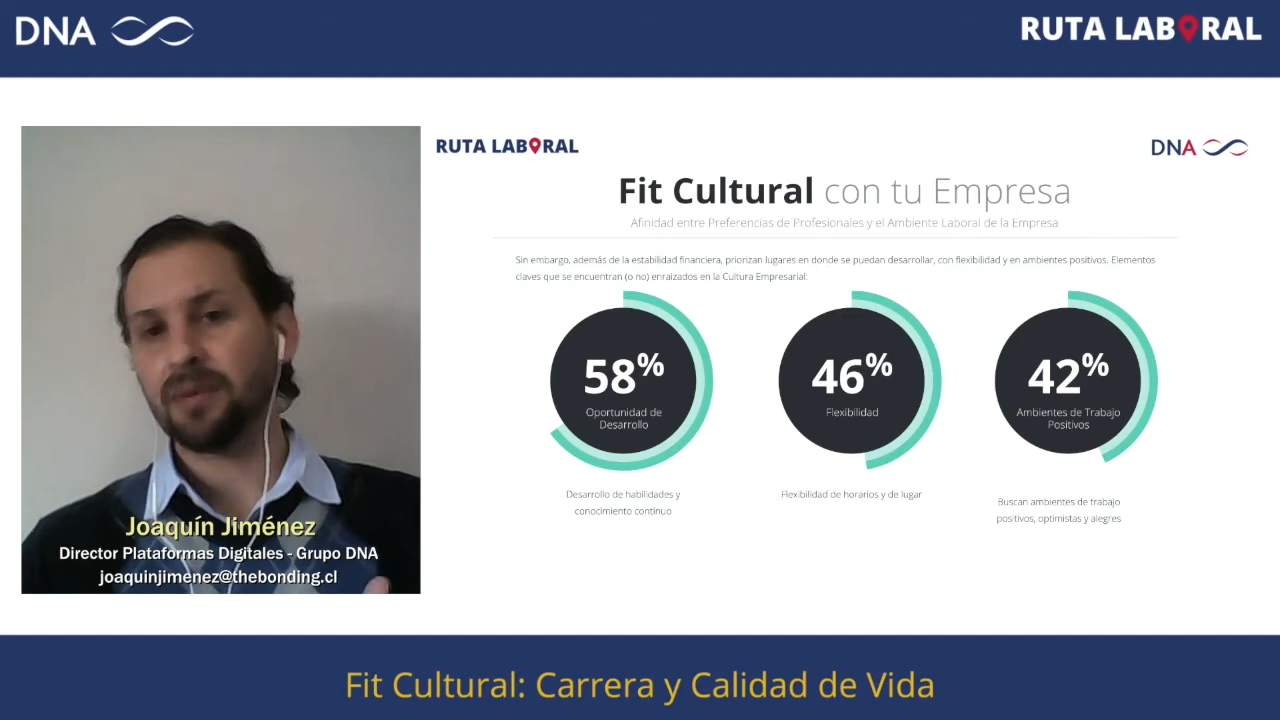 DNA
RUTA LABORAL
RUTA LABORAL
DNA
Fit Cultural con tu Empresa
Afinidad entre Preferencias de Profesionales y el Ambiente Laboral de la Empresa
Sin embargo, además de la estabilidad financiera, priorizan lugares en donde se puedan desarrollar, con flexibilidad y en ambientes positivos. Elementos
claves que se encuentran (o no) enraizados en la Cultura Empresarial:
58%
Oportunidad de
Desarrollo
Desarrollo de habilidades y
conocimiento continuo
46%
Flexibilidad
Flexibilidad de horarios y de lugar
42%
Ambientes de Trabajo
Positivos
Buscan ambientes de trabajo
positivos, optimistas y alegres
Joaquín Jiménez
Director Plataformas Digitales - Grupo DNA
joaquinjimenez@thebonding.cl
Fit Cultural: Carrera y Calidad de Vida